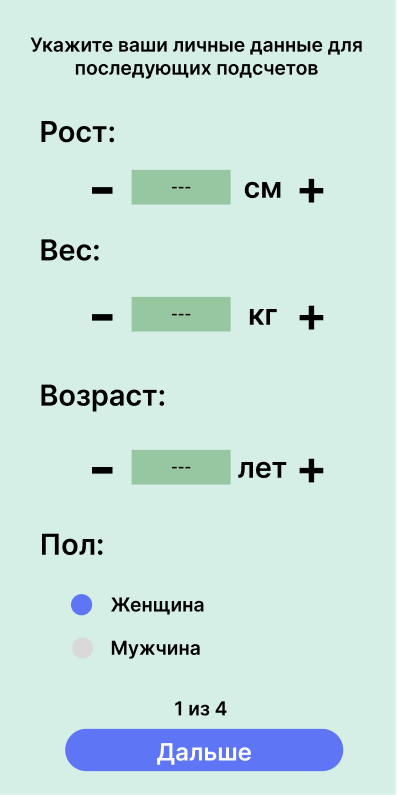 Укажите ваши личные данные для
последующих подсчетов
Рост:
- --- см +
Вес:
- --- кг +
Возраст:
- --- лет +
Пол:
Женщина
Мужчина
1 из 4
Дальше